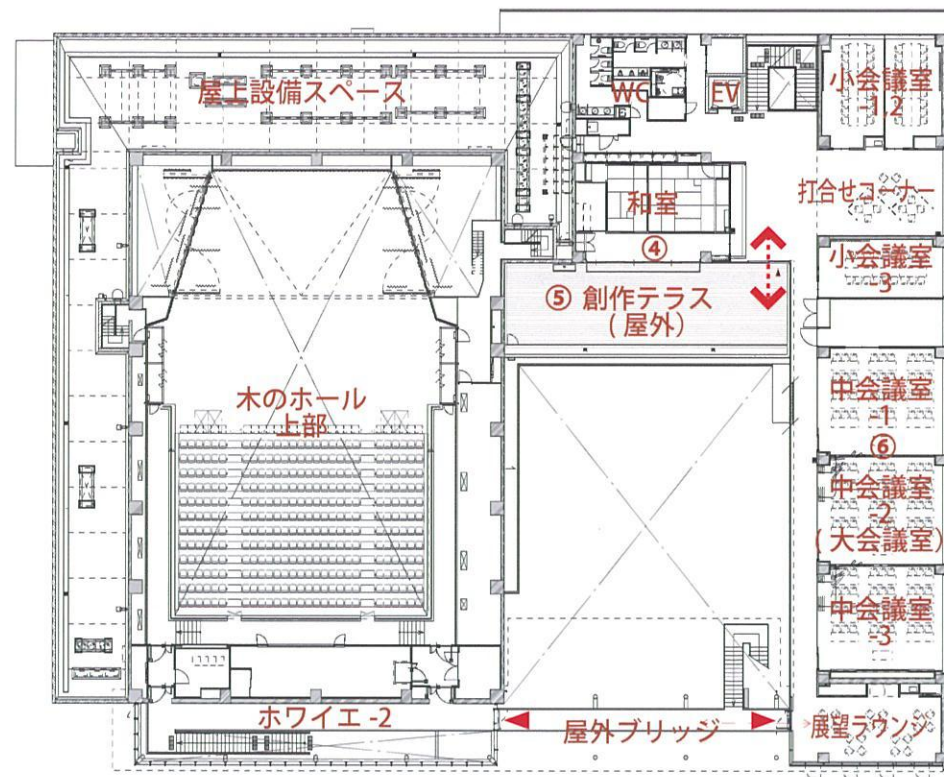 屋上設備スペース
WC
EV
小会議室
-1,2
和室
④
打合せコーナー
小会議室
-3
⑤ 創作テラス
( 屋外)
木のホール
上部
中会議室
-1
⑥
中会議室
-2
( 大会議室)
中会議室
-3
ホワイエ -2
屋外ブリッジ
展望ラウンジ